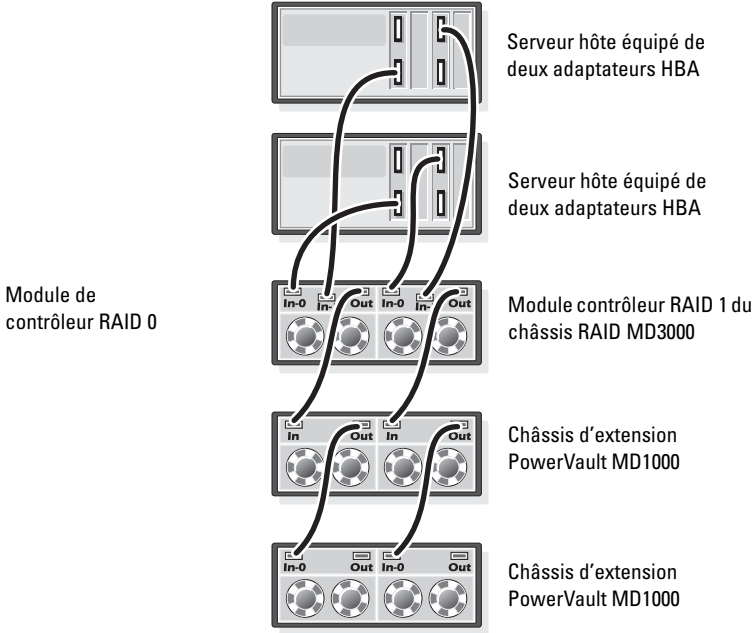 Serveur hôte équipé de
deux adaptateurs HBA
Serveur hôte équipé de
deux adaptateurs HBA
Module de
contrôleur RAID 0
In-0 In- Out In-0 In- Out
Module contrôleur RAID 1 du
châssis RAID MD3000
In Out In Out
Châssis d'extension
PowerVault MD1000
In-0 Out In-0 Out
Châssis d'extension
PowerVault MD1000